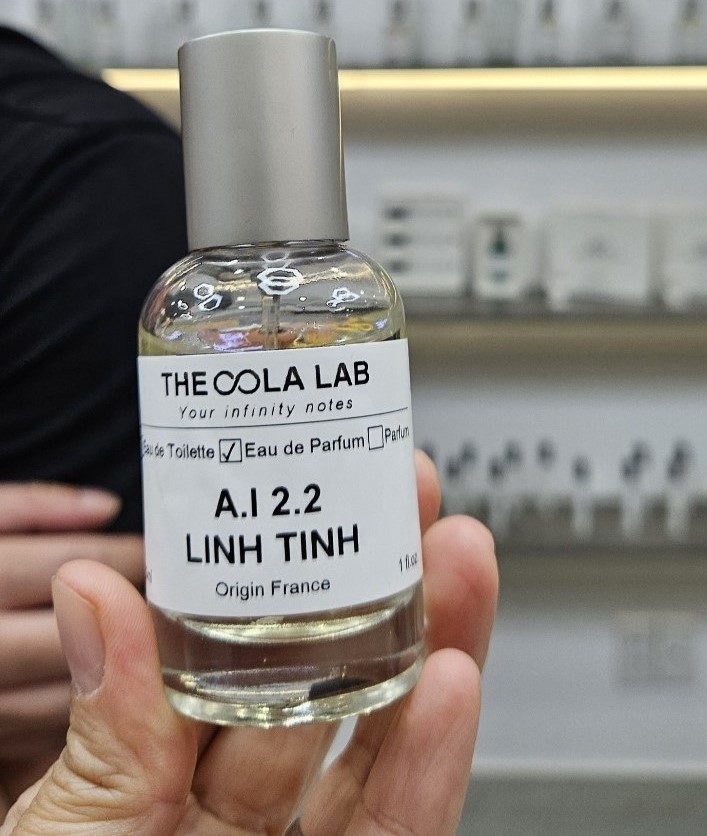 THE COLA LAB
Your infinity notes
Eau de Toilette ✓ Eau de Parfum Parfum
A.I 2.2
LINH TINH
1 fl.oz
Origin France